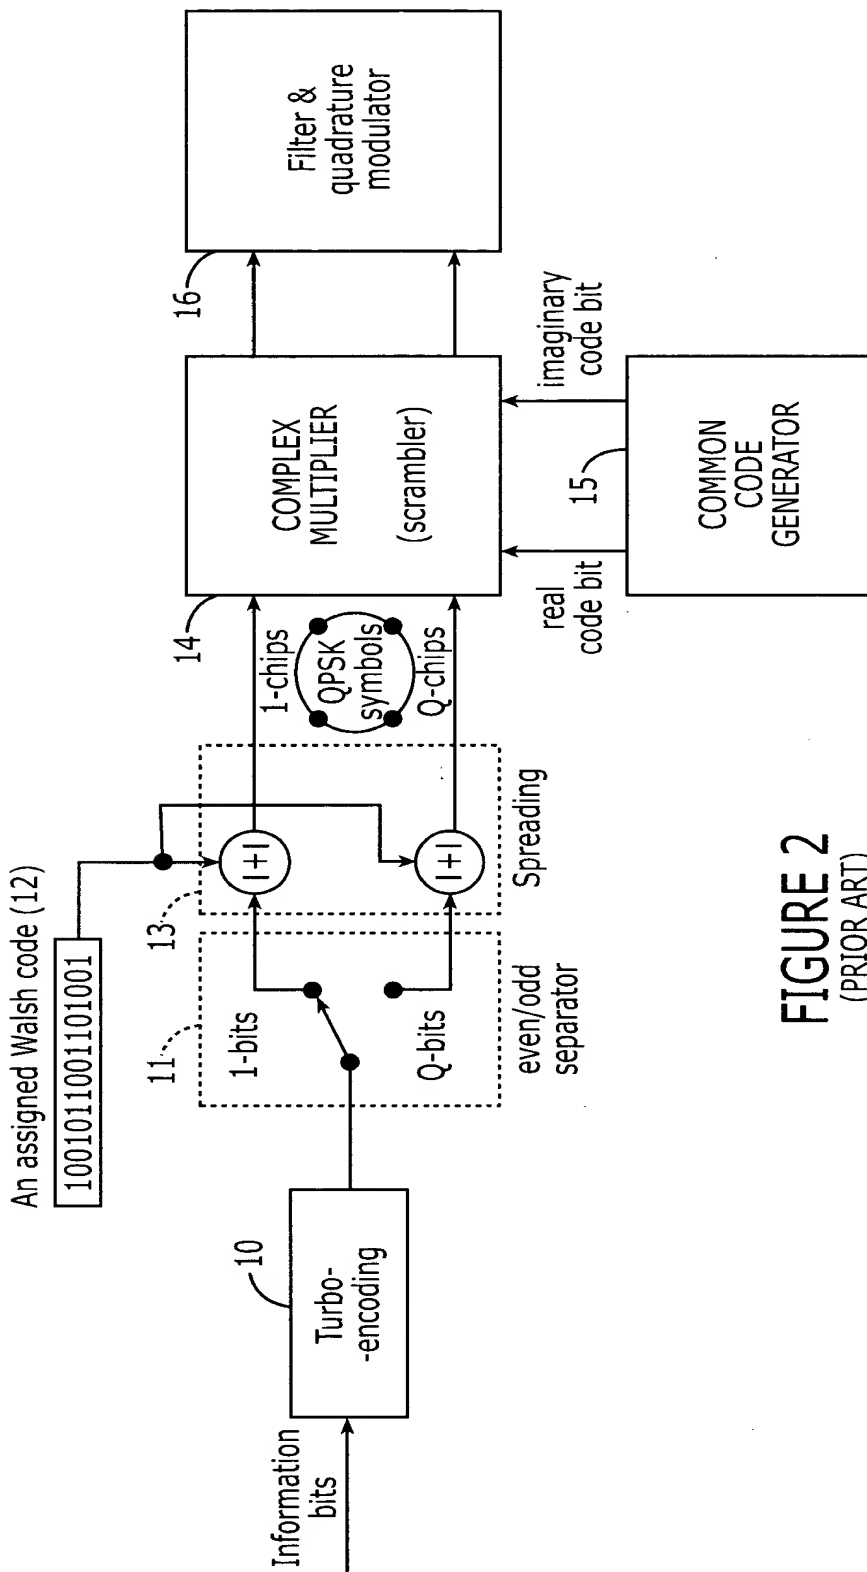 An assigned Walsh code (12)
1001011001101001
Information
bits
10
Turbo-
-encoding
11
1-bits
Q-bits
even/odd
separator
13
|+|
|+|
Spreading
1-chips
QPSK
symbols
Q-chips
14
COMPLEX
MULTIPLIER
(scrambler)
real
code bit
imaginary
code bit
15
COMMON
CODE
GENERATOR
16
Filter &
quadrature
modulator
FIGURE 2
(PRIOR ART)